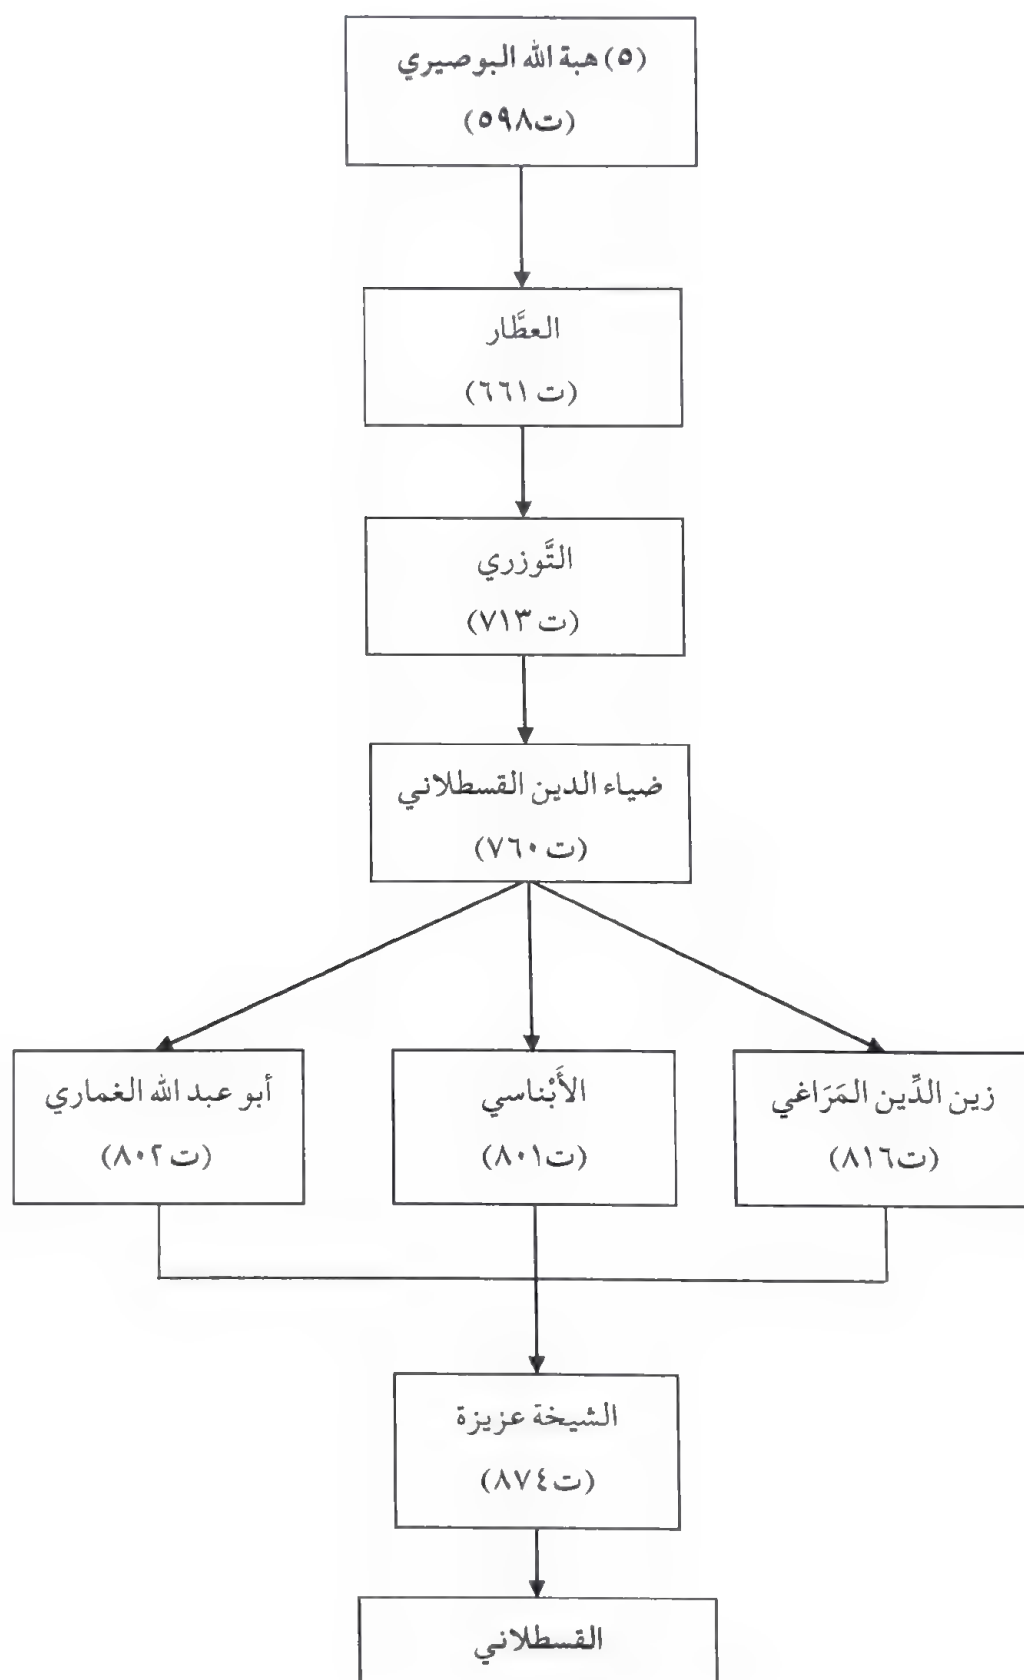 (٥) هبة الله البوصيري
(ت٥٩٨)
العطَّار
(ت ٦٦١)
التَّوزري
(ت ٧١٣)
ضياء الدين القسطلاني
(ت ٧٦٠)
زين الدِّين المَرَاغي
(ت٨١٦)
الأَبْناسي
(ت٨٠١)
أبو عبد الله الغماري
(ت ٨٠٢)
الشيخة عزيزة
(ت٨٧٤)
القسطلاني